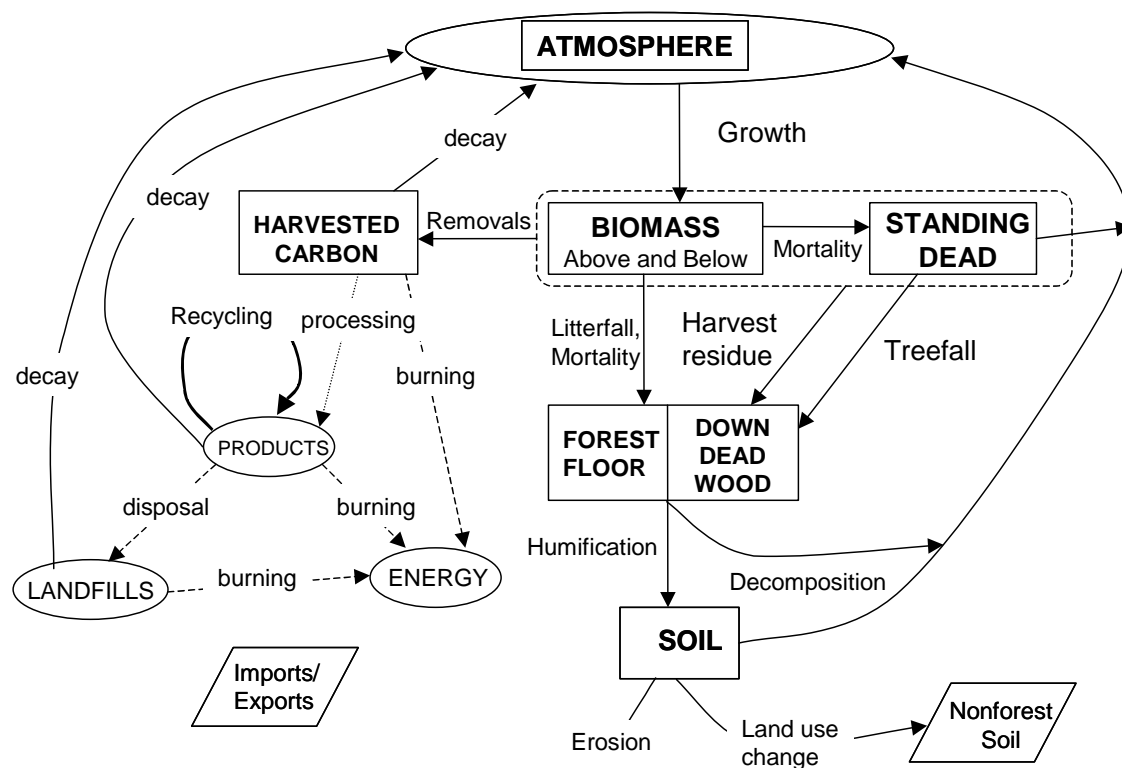 ATMOSPHERE
Growth
decay
decay
HARVESTED
CARBON
Removals
BIOMASS
Above and Below
Mortality
STANDING
DEAD
Recycling
processing
burning
decay
Litterfall,
Mortality
Harvest
residue
Treefall
PRODUCTS
FOREST
FLOOR
DOWN
DEAD
WOOD
disposal
burning
Humification
Decomposition
LANDFILLS
burning
ENERGY
SOIL
Imports/
Exports
Erosion
Land use
change
Nonforest
Soil